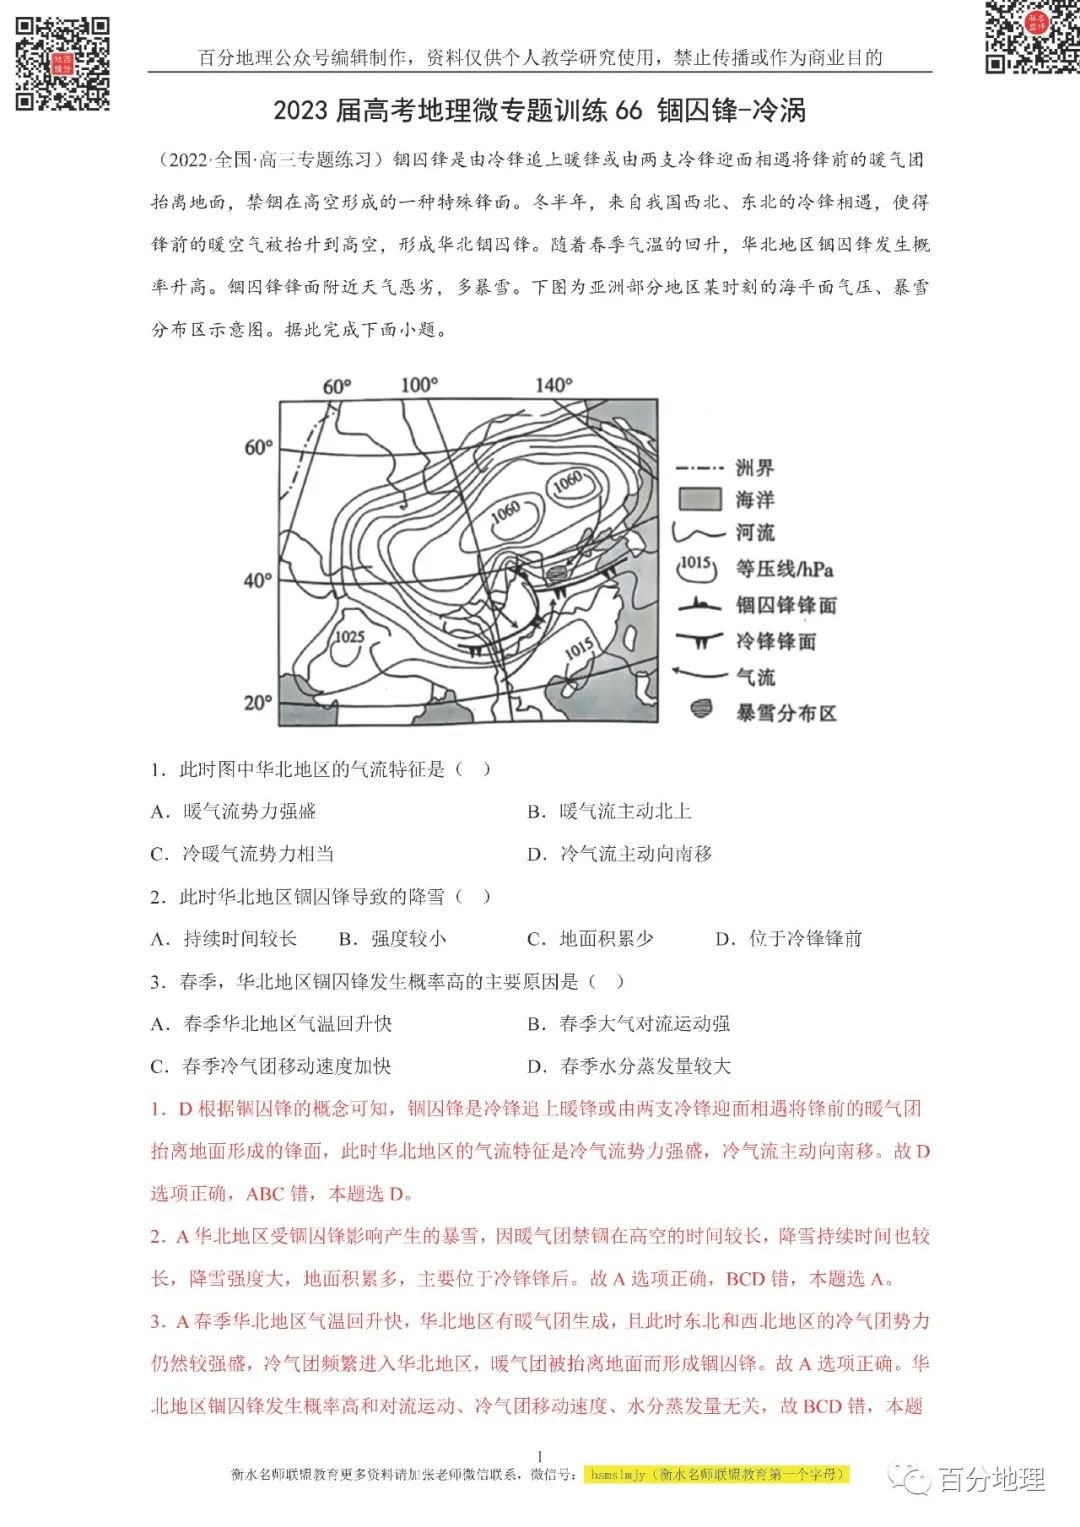 百分地理公众号编辑制作，资料仅供个人教学研究使用，禁止传播或作为商业目的
2023 届高考地理微专题训练 66 锢囚锋-冷涡
（2022·全国·高三专题练习）锢囚锋是由冷锋追上暖锋或由两支冷锋迎面相遇将锋前的暖气团
抬离地面，禁锢在高空形成的一种特殊锋面。冬半年，来自我国西北、东北的冷锋相遇，使得
锋前的暖空气被抬升到高空，形成华北锢囚锋。随着春季气温的回升，华北地区锢囚锋发生概
率升高。锢囚锋锋面附近天气恶劣，多暴雪。下图为亚洲部分地区某时刻的海平面气压、暴雪
分布区示意图。据此完成下面小题。
60° 100° 140°
60°
40°
20°
1060
1060
1025
1015
洲界
海洋
河流
1015 等压线/hPa
锢囚锋锋面
冷锋锋面
气流
暴雪分布区
1．此时图中华北地区的气流特征是（ ）
A．暖气流势力强盛 B．暖气流主动北上
C．冷暖气流势力相当 D．冷气流主动向南移
2．此时华北地区锢囚锋导致的降雪（ ）
A．持续时间较长 B．强度较小 C．地面积累少 D．位于冷锋锋前
3．春季，华北地区锢囚锋发生概率高的主要原因是（ ）
A．春季华北地区气温回升快 B．春季大气对流运动强
C．春季冷气团移动速度加快 D．春季水分蒸发量较大
1．D 根据锢囚锋的概念可知，锢囚锋是冷锋追上暖锋或由两支冷锋迎面相遇将锋前的暖气团
抬离地面形成的锋面，此时华北地区的气流特征是冷气流势力强盛，冷气流主动向南移。故 D
选项正确，ABC 错，本题选 D。
2．A 华北地区受锢囚锋影响产生的暴雪，因暖气团禁锢在高空的时间较长，降雪持续时间也较
长，降雪强度大，地面积累多，主要位于冷锋锋后。故 A 选项正确，BCD 错，本题选 A。
3．A 春季华北地区气温回升快，华北地区有暖气团生成，且此时东北和西北地区的冷气团势力
仍然较强盛，冷气团频繁进入华北地区，暖气团被抬离地面而形成锢囚锋。故 A 选项正确。华
北地区锢囚锋发生概率高和对流运动、冷气团移动速度、水分蒸发量无关，故 BCD 错，本题
1
衡水名师联盟教育更多资料请加张老师微信联系，微信号： hsmslmjy（衡水名师联盟教育第一个字母）
百分地理